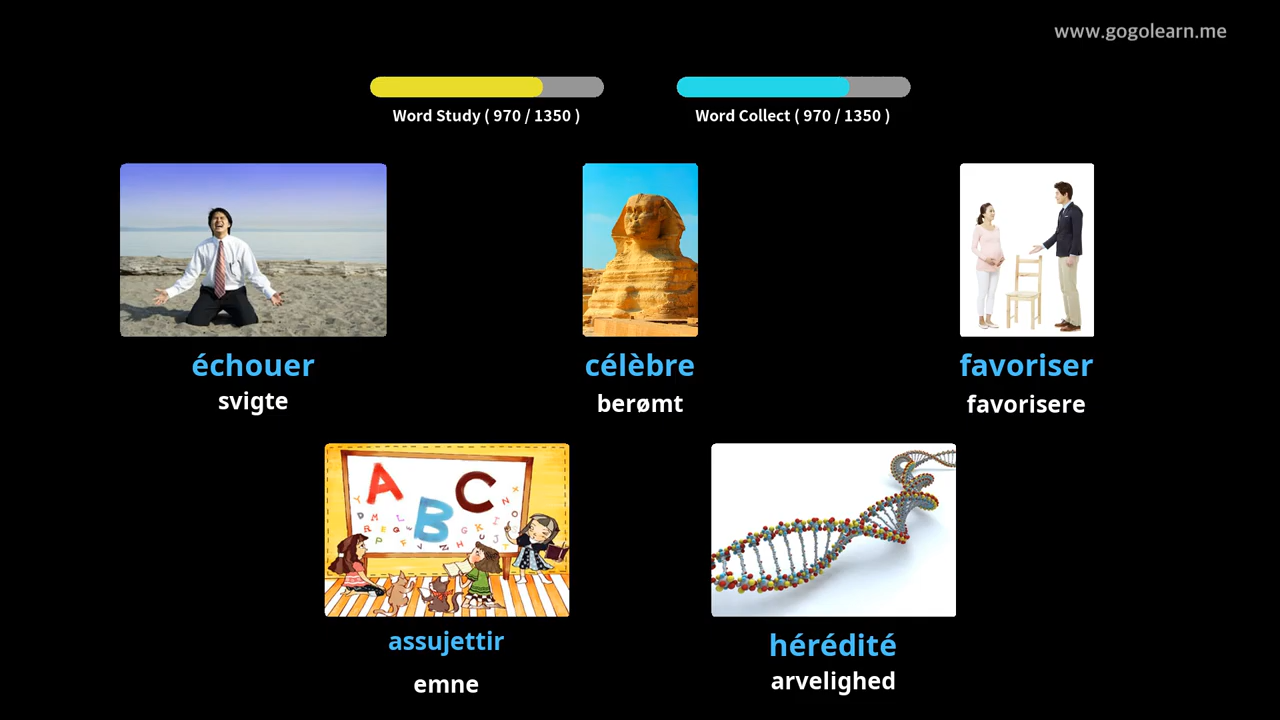 www.gogolearn.me
Word Study ( 970 / 1350 )
Word Collect ( 970 / 1350 )
échouer
célèbre
favoriser
svigte
berømt
favorisere
A B C
assujettir
hérédité
emne
arvelighed